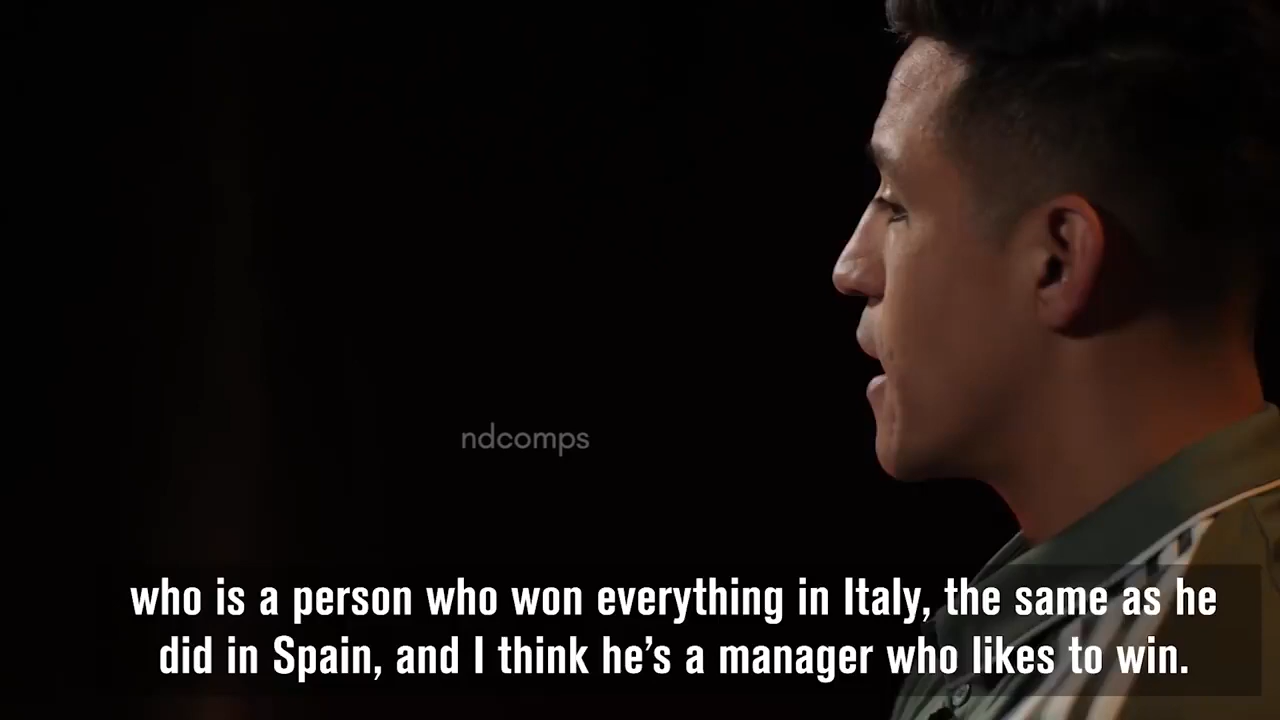 ndcomps
who is a person who won everything in Italy, the same as he
did in Spain, and I think he’s a manager who likes to win.